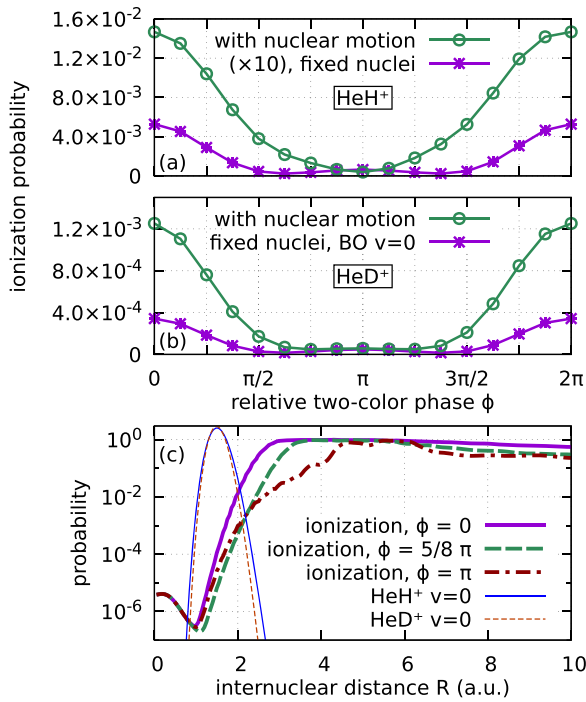 ionization probability
1.6×10⁻²
1.2×10⁻²
8.0×10⁻³
4.0×10⁻³
0
with nuclear motion
(×10), fixed nuclei
HeH⁺
(a)
1.2×10⁻³
8.0×10⁻⁴
4.0×10⁻⁴
0
with nuclear motion
fixed nuclei, BO v=0
HeD⁺
(b)
0 π/2 π 3π/2 2π
relative two-color phase ϕ
probability
10⁰
10⁻²
10⁻⁴
10⁻⁶
(c)
ionization, ϕ = 0
ionization, ϕ = 5/8 π
ionization, ϕ = π
HeH⁺ v=0
HeD⁺ v=0
0 2 4 6 8 10
internuclear distance R (a.u.)